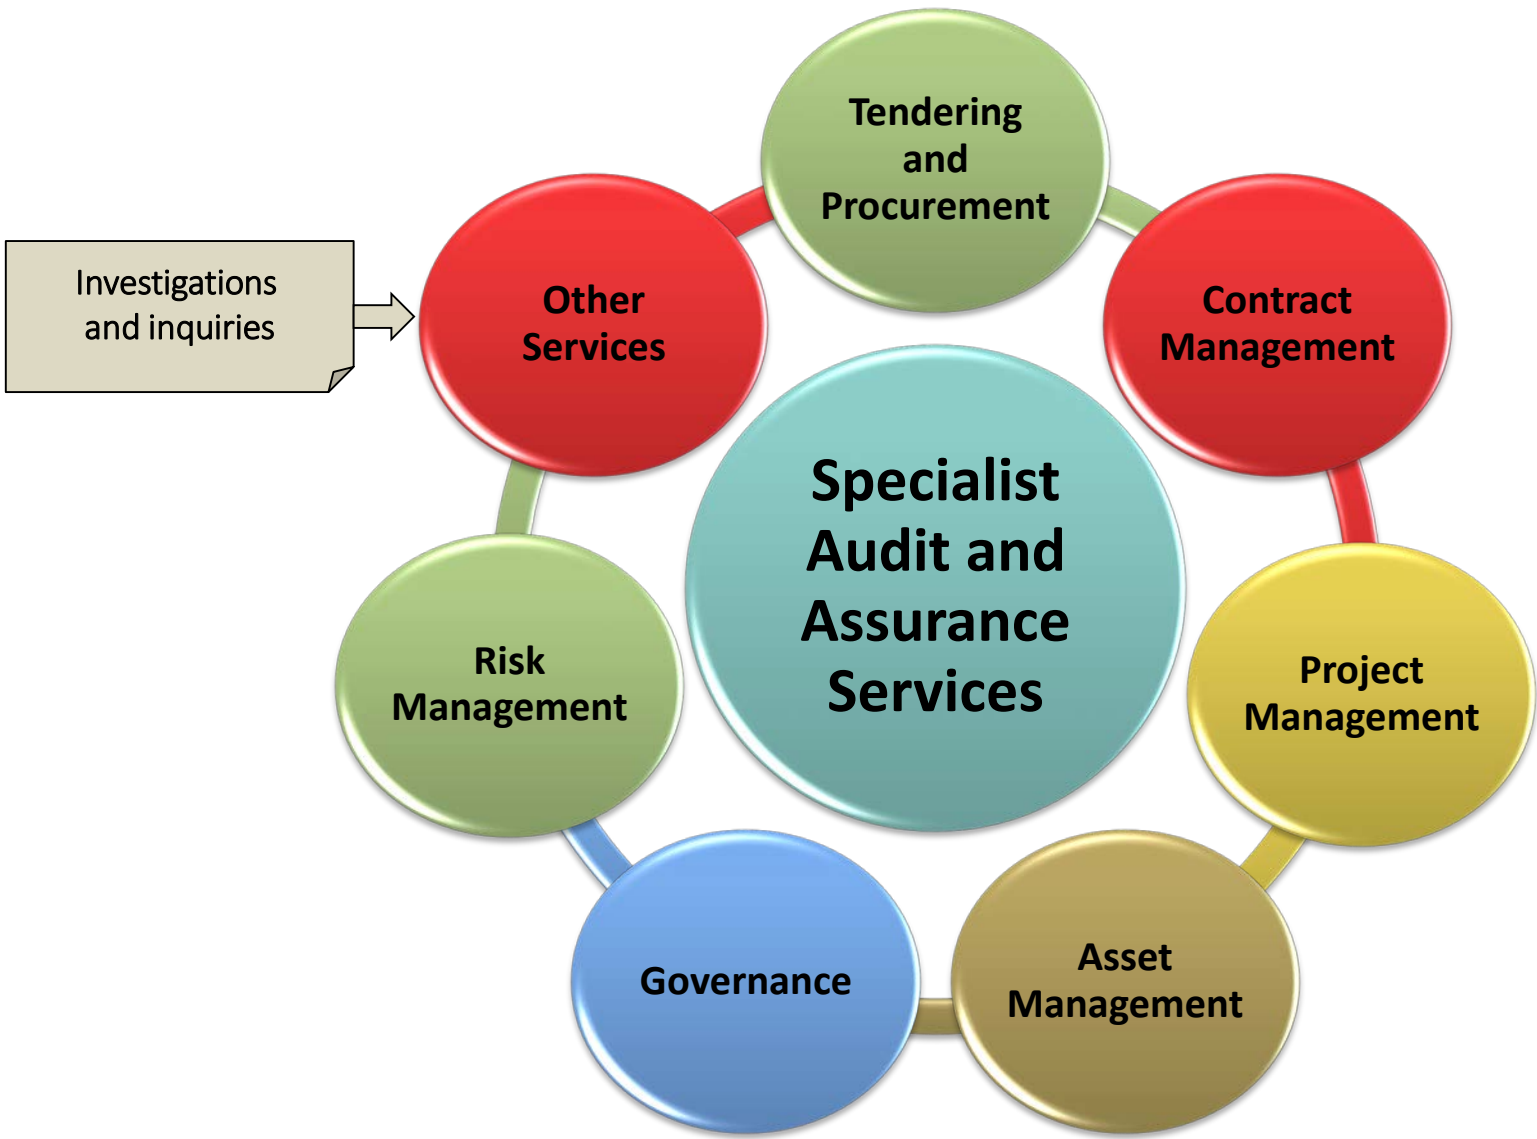 Tendering
and
Procurement
Contract
Management
Project
Management
Asset
Management
Governance
Risk
Management
Other
Services
Investigations
and inquiries
Specialist
Audit and
Assurance
Services